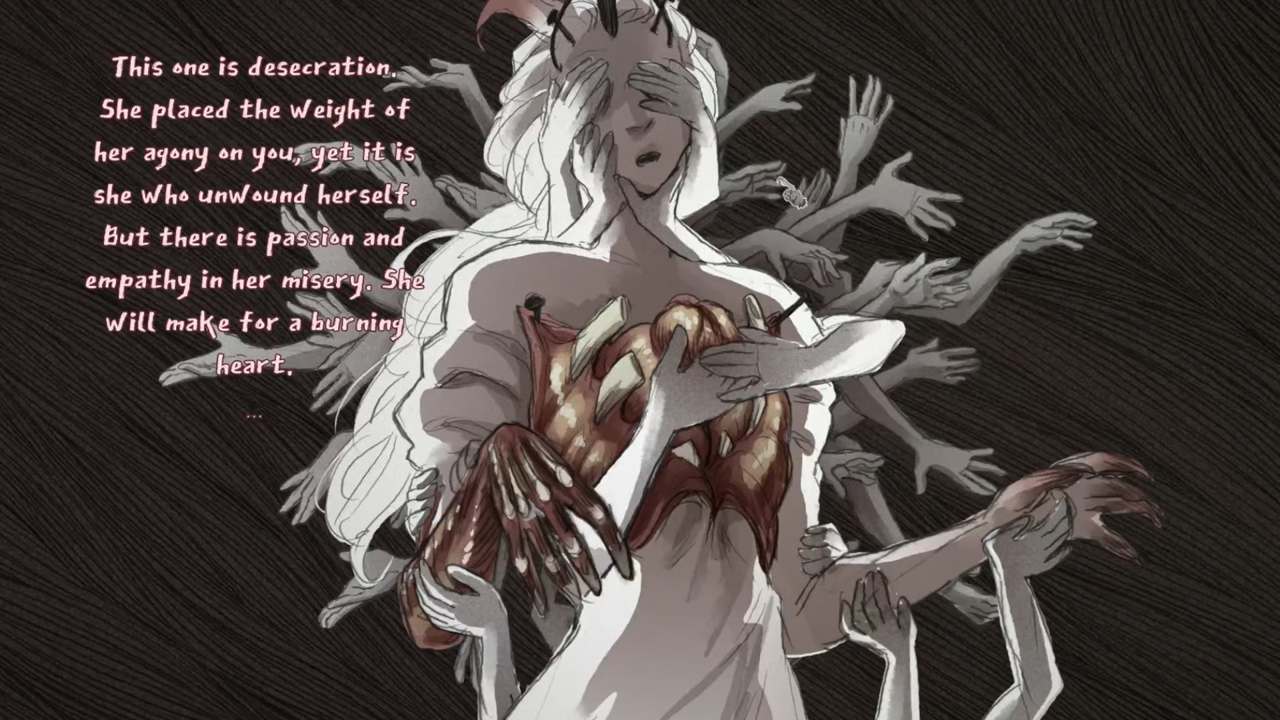 This one is desecration.
She placed the weight of
her agony on you, yet it is
she who unwound herself.
But there is passion and
empathy in her misery. She
will make for a burning
heart.
...